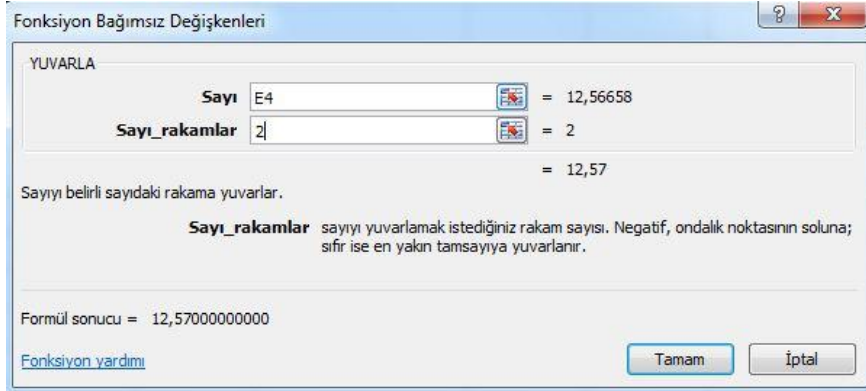 Fonksiyon Bağımsız Değişkenleri
YUVARLA
Sayı E4 = 12,56658
Sayı_rakamlar 2 = 2
= 12,57
Sayıyı belirli sayıdaki rakama yuvarlar.
Sayı_rakamlar sayıyı yuvarlamak istediğiniz rakam sayısı. Negatif, ondalık noktasının soluna;
sıfır ise en yakın tamsayıya yuvarlanır.
Formül sonucu = 12,57000000000
Fonksiyon yardımı
Tamam
İptal